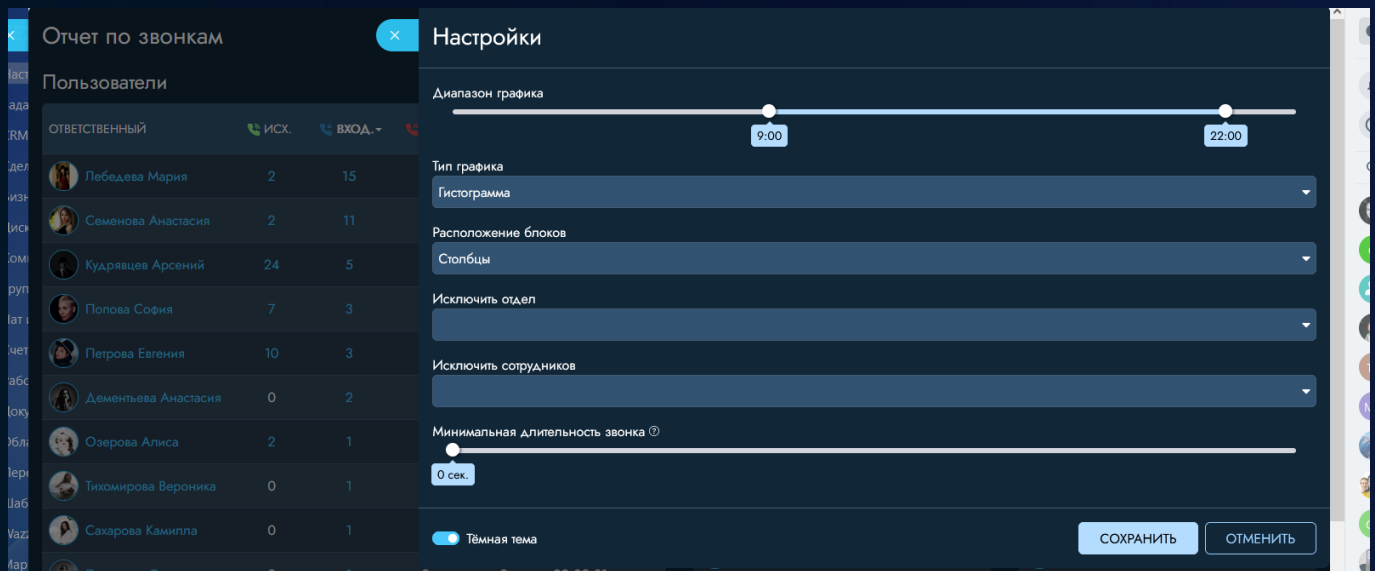 Отчет по звонкам
Пользователи
ОТВЕТСТВЕННЫЙ ИСХ. ВХОД.
Лебедева Мария 2 15
Семенова Анастасия 2 11
Кудрявцев Арсений 24 5
Попова София 7 3
Петрова Евгения 10 3
Дементьева Анастасия 0 2
Озерова Алиса 2 1
Тихомирова Вероника 0 1
Сахарова Камилла 0 1
Настройки
Диапазон графика
9:00 22:00
Тип графика
Гистограмма
Расположение блоков
Столбцы
Исключить отдел
Исключить сотрудников
Минимальная длительность звонка
0 сек.
Тёмная тема
СОХРАНИТЬ ОТМЕНИТЬ